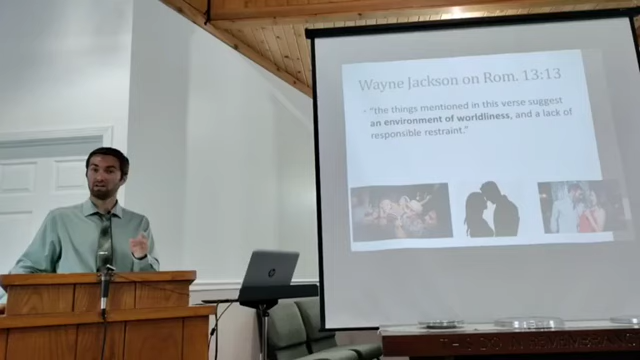 Wayne Jackson on Rom. 13:13
• "the things mentioned in this verse suggest
an environment of worldliness, and a lack of
responsible restraint."
hp